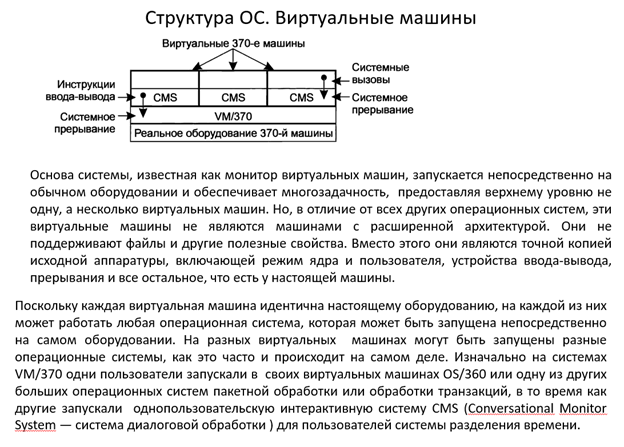 Структура ОС. Виртуальные машины
Виртуальные 370-е машины
Системные
вызовы
Инструкции
ввода-вывода
CMS CMS CMS
Системное
прерывание
Системное
прерывание
VM/370
Реальное оборудование 370-й машины
Основа системы, известная как монитор виртуальных машин, запускается непосредственно на
обычном оборудовании и обеспечивает многозадачность, предоставляя верхнему уровню не
одну, а несколько виртуальных машин. Но, в отличие от всех других операционных систем, эти
виртуальные машины не являются машинами с расширенной архитектурой. Они не
поддерживают файлы и другие полезные свойства. Вместо этого они являются точной копией
исходной аппаратуры, включающей режим ядра и пользователя, устройства ввода-вывода,
прерывания и все остальное, что есть у настоящей машины.
Поскольку каждая виртуальная машина идентична настоящему оборудованию, на каждой из них
может работать любая операционная система, которая может быть запущена непосредственно
на самом оборудовании. На разных виртуальных машинах могут быть запущены разные
операционные системы, как это часто и происходит на самом деле. Изначально на системах
VM/370 одни пользователи запускали в своих виртуальных машинах OS/360 или одну из других
больших операционных систем пакетной обработки или обработки транзакций, в то время как
другие запускали однопользовательскую интерактивную систему CMS (Conversational Monitor
System — система диалоговой обработки ) для пользователей системы разделения времени.